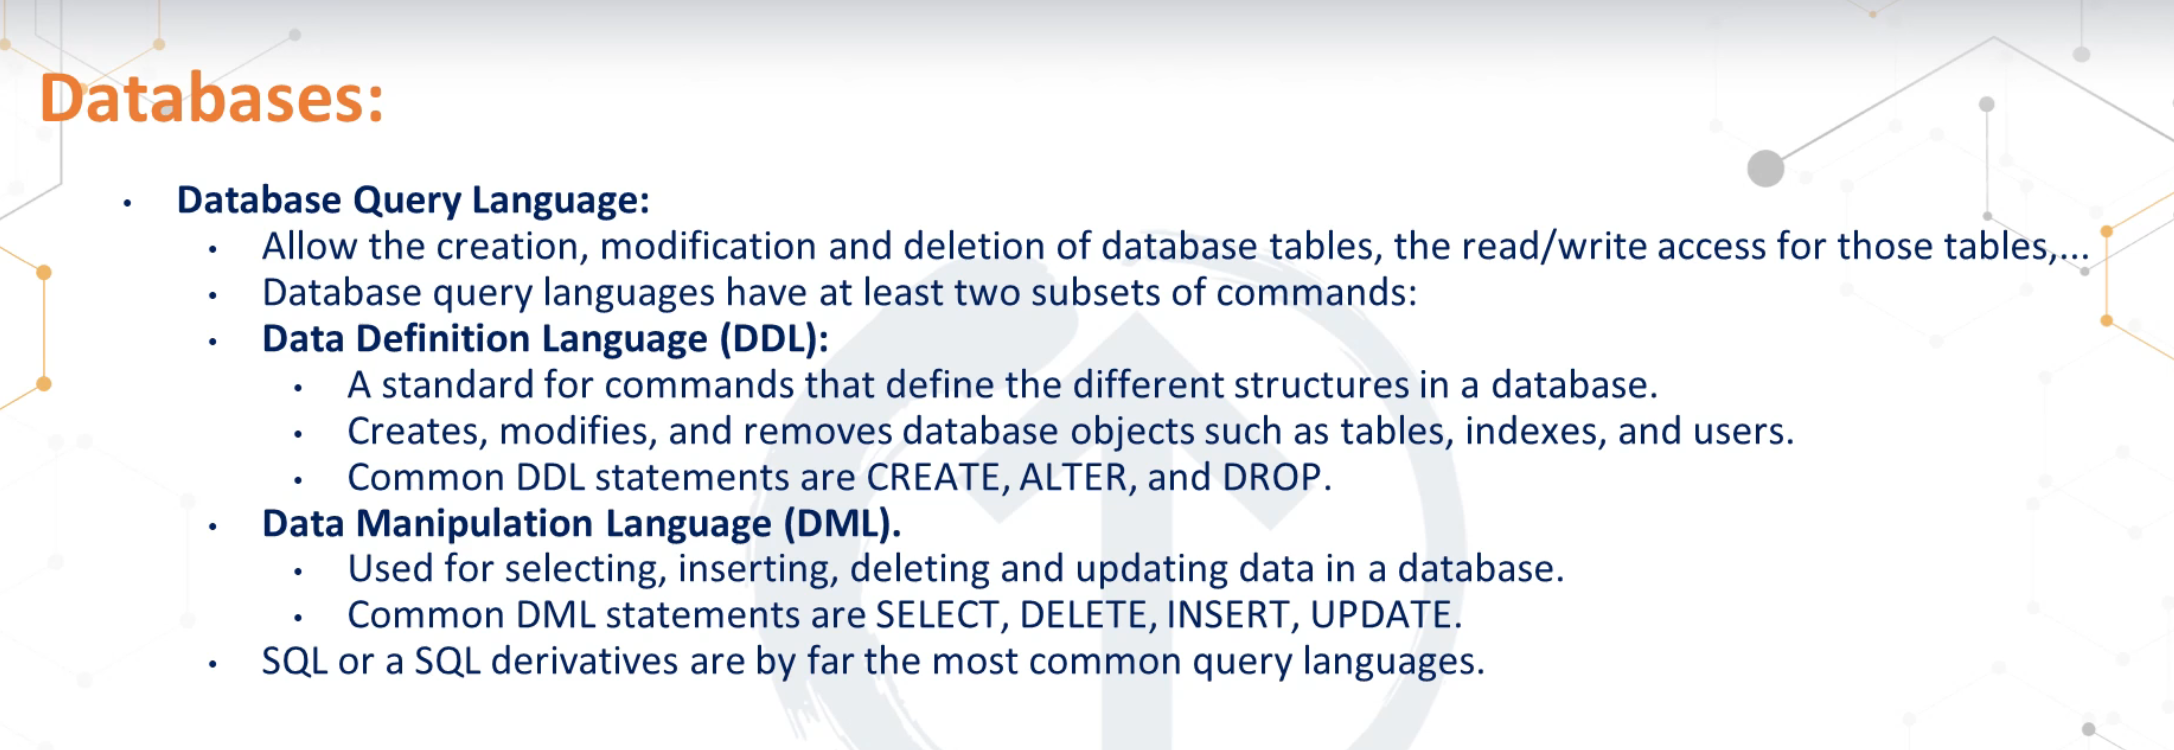 Databases:
• Database Query Language:
• Allow the creation, modification and deletion of database tables, the read/write access for those tables,...
• Database query languages have at least two subsets of commands:
• Data Definition Language (DDL):
• A standard for commands that define the different structures in a database.
• Creates, modifies, and removes database objects such as tables, indexes, and users.
• Common DDL statements are CREATE, ALTER, and DROP.
• Data Manipulation Language (DML).
• Used for selecting, inserting, deleting and updating data in a database.
• Common DML statements are SELECT, DELETE, INSERT, UPDATE.
• SQL or a SQL derivatives are by far the most common query languages.